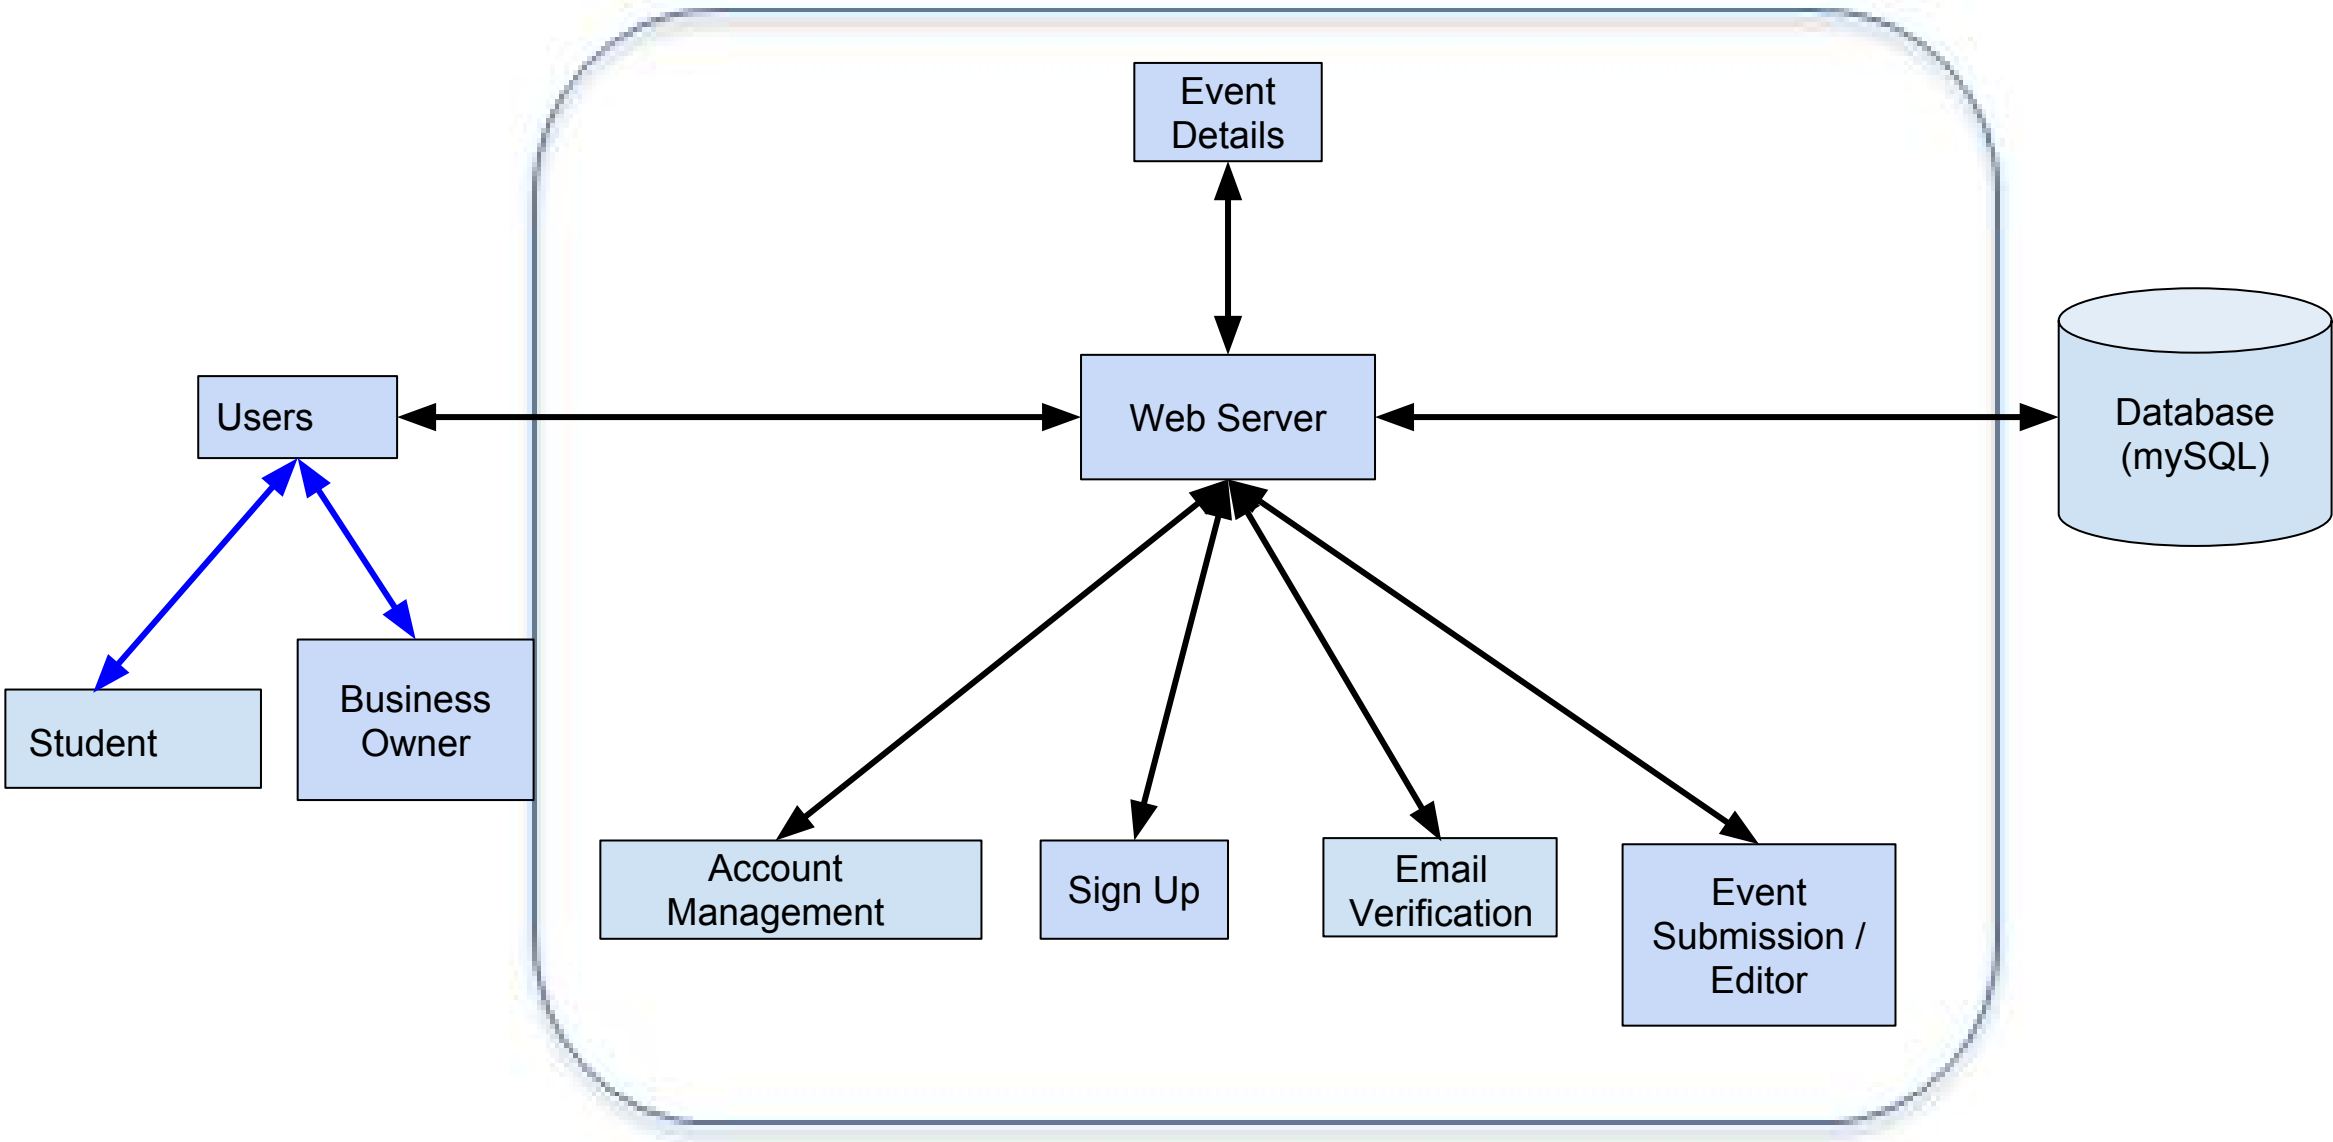 Event
Details
Users
Web Server
Database
(mySQL)
Student
Business
Owner
Account
Management
Sign Up
Email
Verification
Event
Submission /
Editor